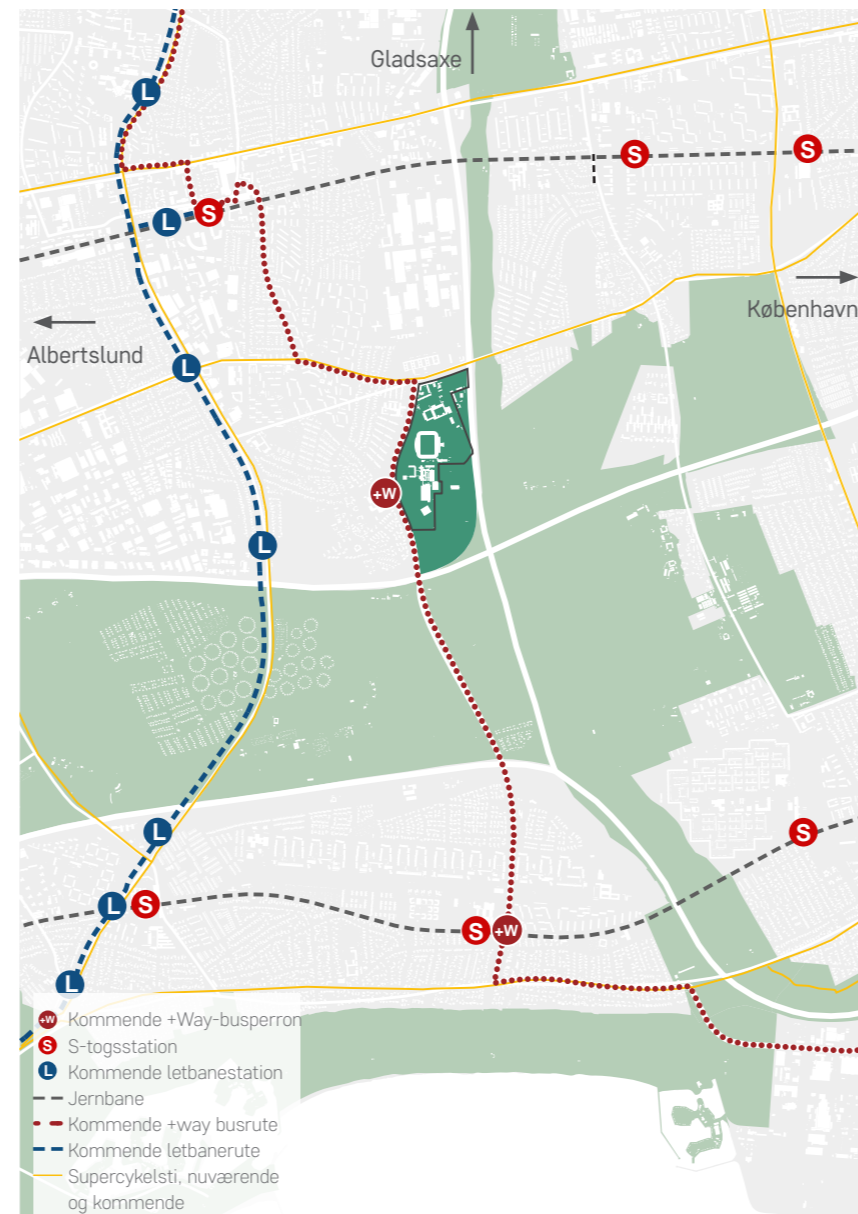 Gladsaxe
L
S
S
L
S
København
Albertslund
L
+W
L
L
S
L
S
S
+W
L
+W Kommende +Way-busperron
S S-togsstation
L Kommende letbanestation
Jernbane
Kommende +way busrute
Kommende letbanerute
Supercykelsti, nuværende
og kommende